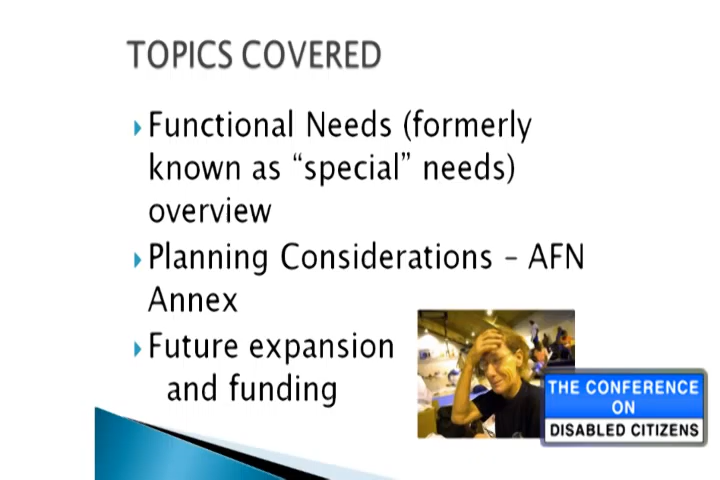 TOPICS COVERED
Functional Needs (formerly
known as “special” needs)
overview
Planning Considerations – AFN
Annex
Future expansion
and funding
THE CONFERENCE
ON
DISABLED CITIZENS